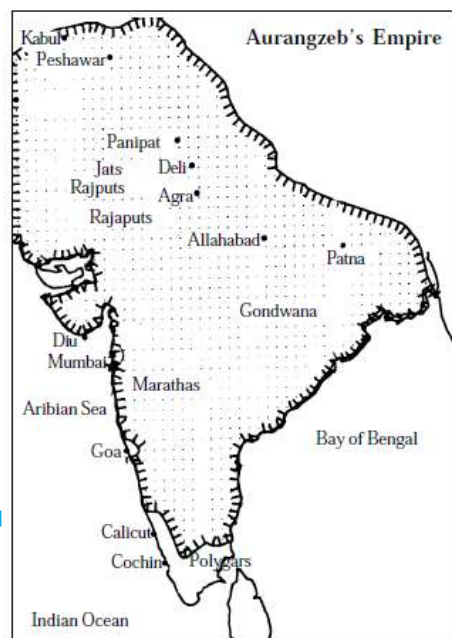 Aurangzeb's Empire
Kabul
Peshawar
Panipat
Jats
Deli
Rajputs
Agra
Rajaputs
Allahabad
Patna
Gondwana
Diu
Mumbai
Marathas
Aribian Sea
Bay of Bengal
Goa
Calicut
Cochin
Polygars
Indian Ocean